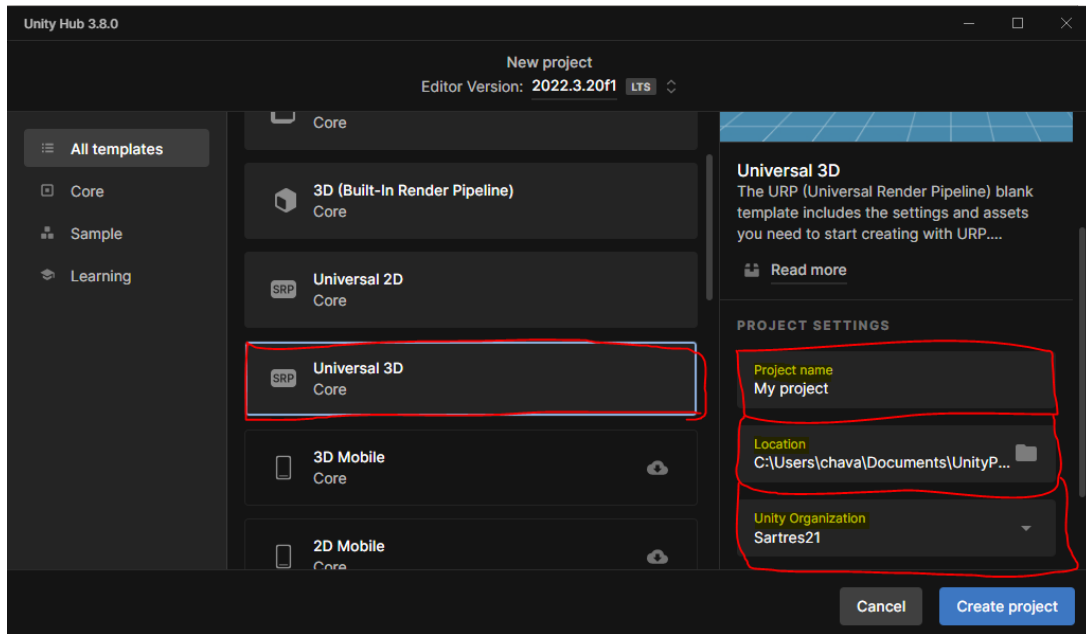 Unity Hub 3.8.0
New project
Editor Version: 2022.3.20f1 LTS
All templates
Core
Sample
Learning
Core
3D (Built-In Render Pipeline)
Core
SRP
Universal 2D
Core
SRP
Universal 3D
Core
3D Mobile
Core
2D Mobile
Core
Universal 3D
The URP (Universal Render Pipeline) blank
template includes the settings and assets
you need to start creating with URP....
Read more
PROJECT SETTINGS
Project name
My project
Location
C:\Users\chava\Documents\UnityP...
Unity Organization
Sartres21
Cancel
Create project